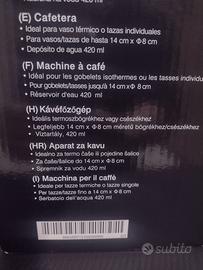 (E) Cafetera
• Ideal para vaso térmico o tazas individuales
• Para vasos/tazas de hasta 14 cm x Φ 8 cm
• Depósito de agua 420 ml
(F) Machine à café
• Idéal pour les gobelets isothermes ou les tasses individuelles
• Pour gobelets/tasses jusqu'à 14 cm x Φ 8 cm
• Réservoir d'eau 420 ml
(H) Kávéfőzőgép
• Ideális termoszbögrékhez vagy csészékhez
• Legfeljebb 14 cm x Φ 8 cm méretű bögrékhez/csészékhez
• Víztartály 420 ml
(HR) Aparat za kavu
• Idealno za termo čaše ili pojedine šalice
• Za čaše/šalice do 14 cm x Φ 8 cm
• Spremnik za vodu 420 ml
(I) Macchina per il caffè
• Ideale per tazze termiche o tazze singole
• Per tazze/tazze fino a 14 cm x Φ 8 cm
• Serbatoio dell'acqua 420 ml
subito